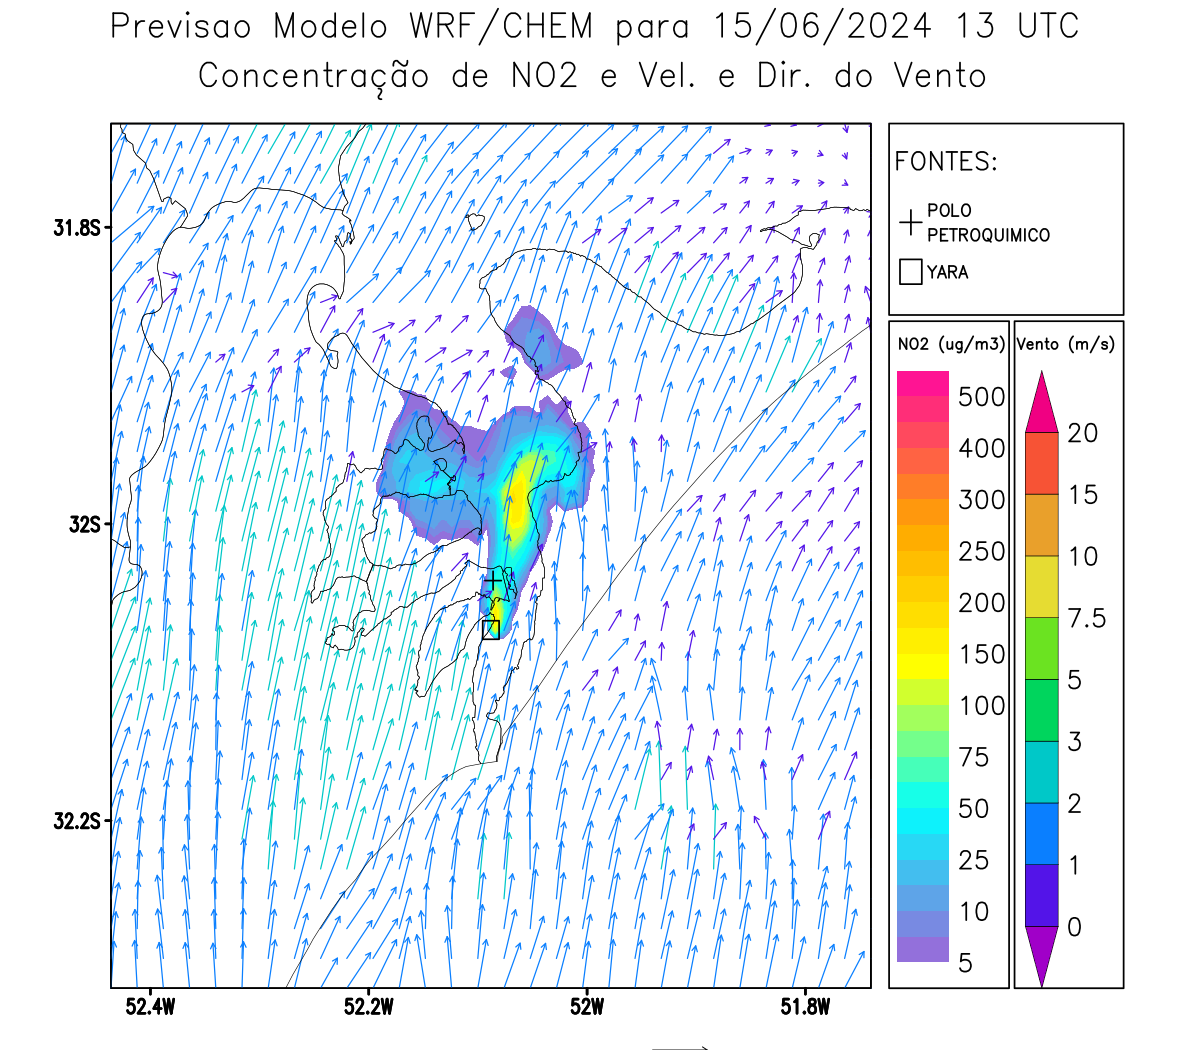 Previsao Modelo WRF/CHEM para 15/06/2024 13 UTC
Concentração de NO2 e Vel. e Dir. do Vento
FONTES:
POLO
PETROQUIMICO
YARA
NO2 (ug/m3)
500
400
300
250
200
150
100
75
50
25
10
5
Vento (m/s)
20
15
10
7.5
5
3
2
1
0
31.8S
32S
32.2S
52.4W
52.2W
52W
51.8W